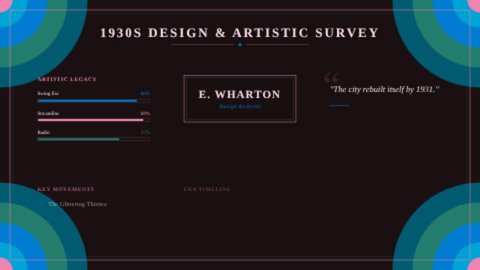 1930S DESIGN & ARTISTIC SURVEY
ARTISTIC LEGACY
Swing Era
Streamline
Radio
E. WHARTON
Design Archivist
"The city rebuilt itself by 1931."
KEY MOVEMENTS
The Glittering Thirties
ERA TIMELINE